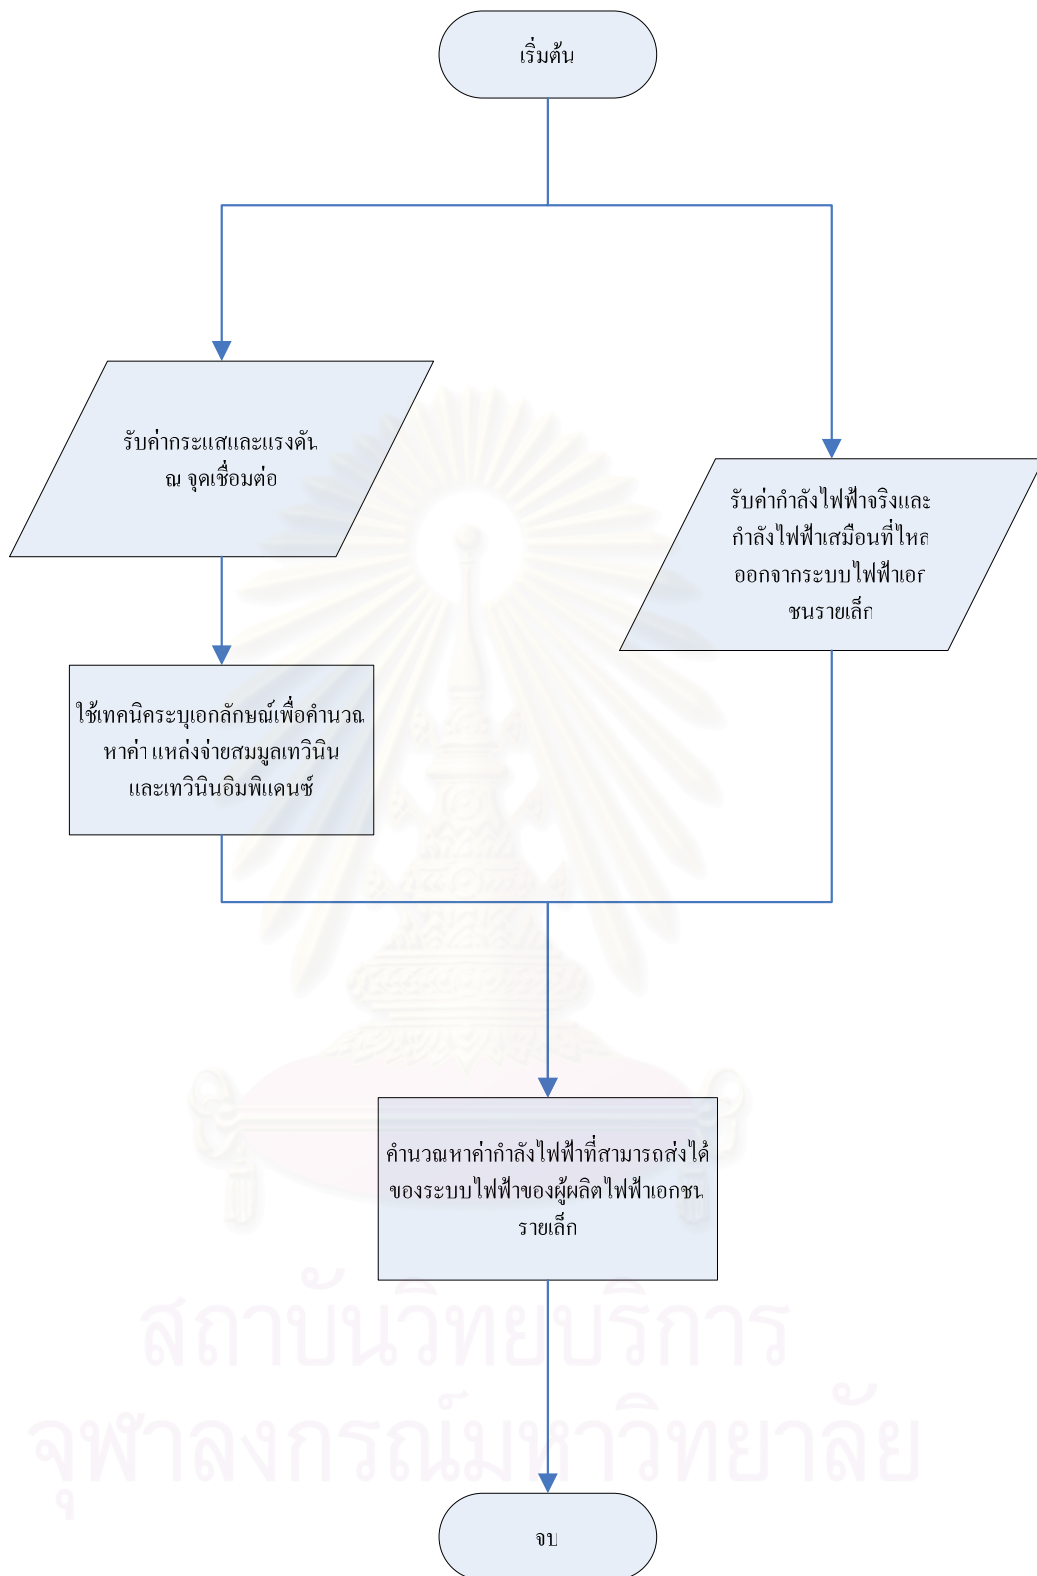 เริ่มต้น
รับค่ากระแสและแรงดัน
ณ จุดเชื่อมต่อ
รับค่ากำลังไฟฟ้าจริงและ
กำลังไฟฟ้าเสมือนที่ไหล
ออกจากระบบไฟฟ้าเอก
ชนรายเล็ก
ใช้เทคนิคระบุเอกลักษณ์เพื่อคำนวณ
หาค่า แหล่งจ่ายสมมูลเทวินิน
และเทวินินอิมพิแดนซ์
คำนวณหาค่ากำลังไฟฟ้าที่สามารถส่งได้
ของระบบไฟฟ้าของผู้ผลิตไฟฟ้าเอกชน
รายเล็ก
สถาบันวิทยบริการ
จุฬาลงกรณ์มหาวิทยาลัย
จบ